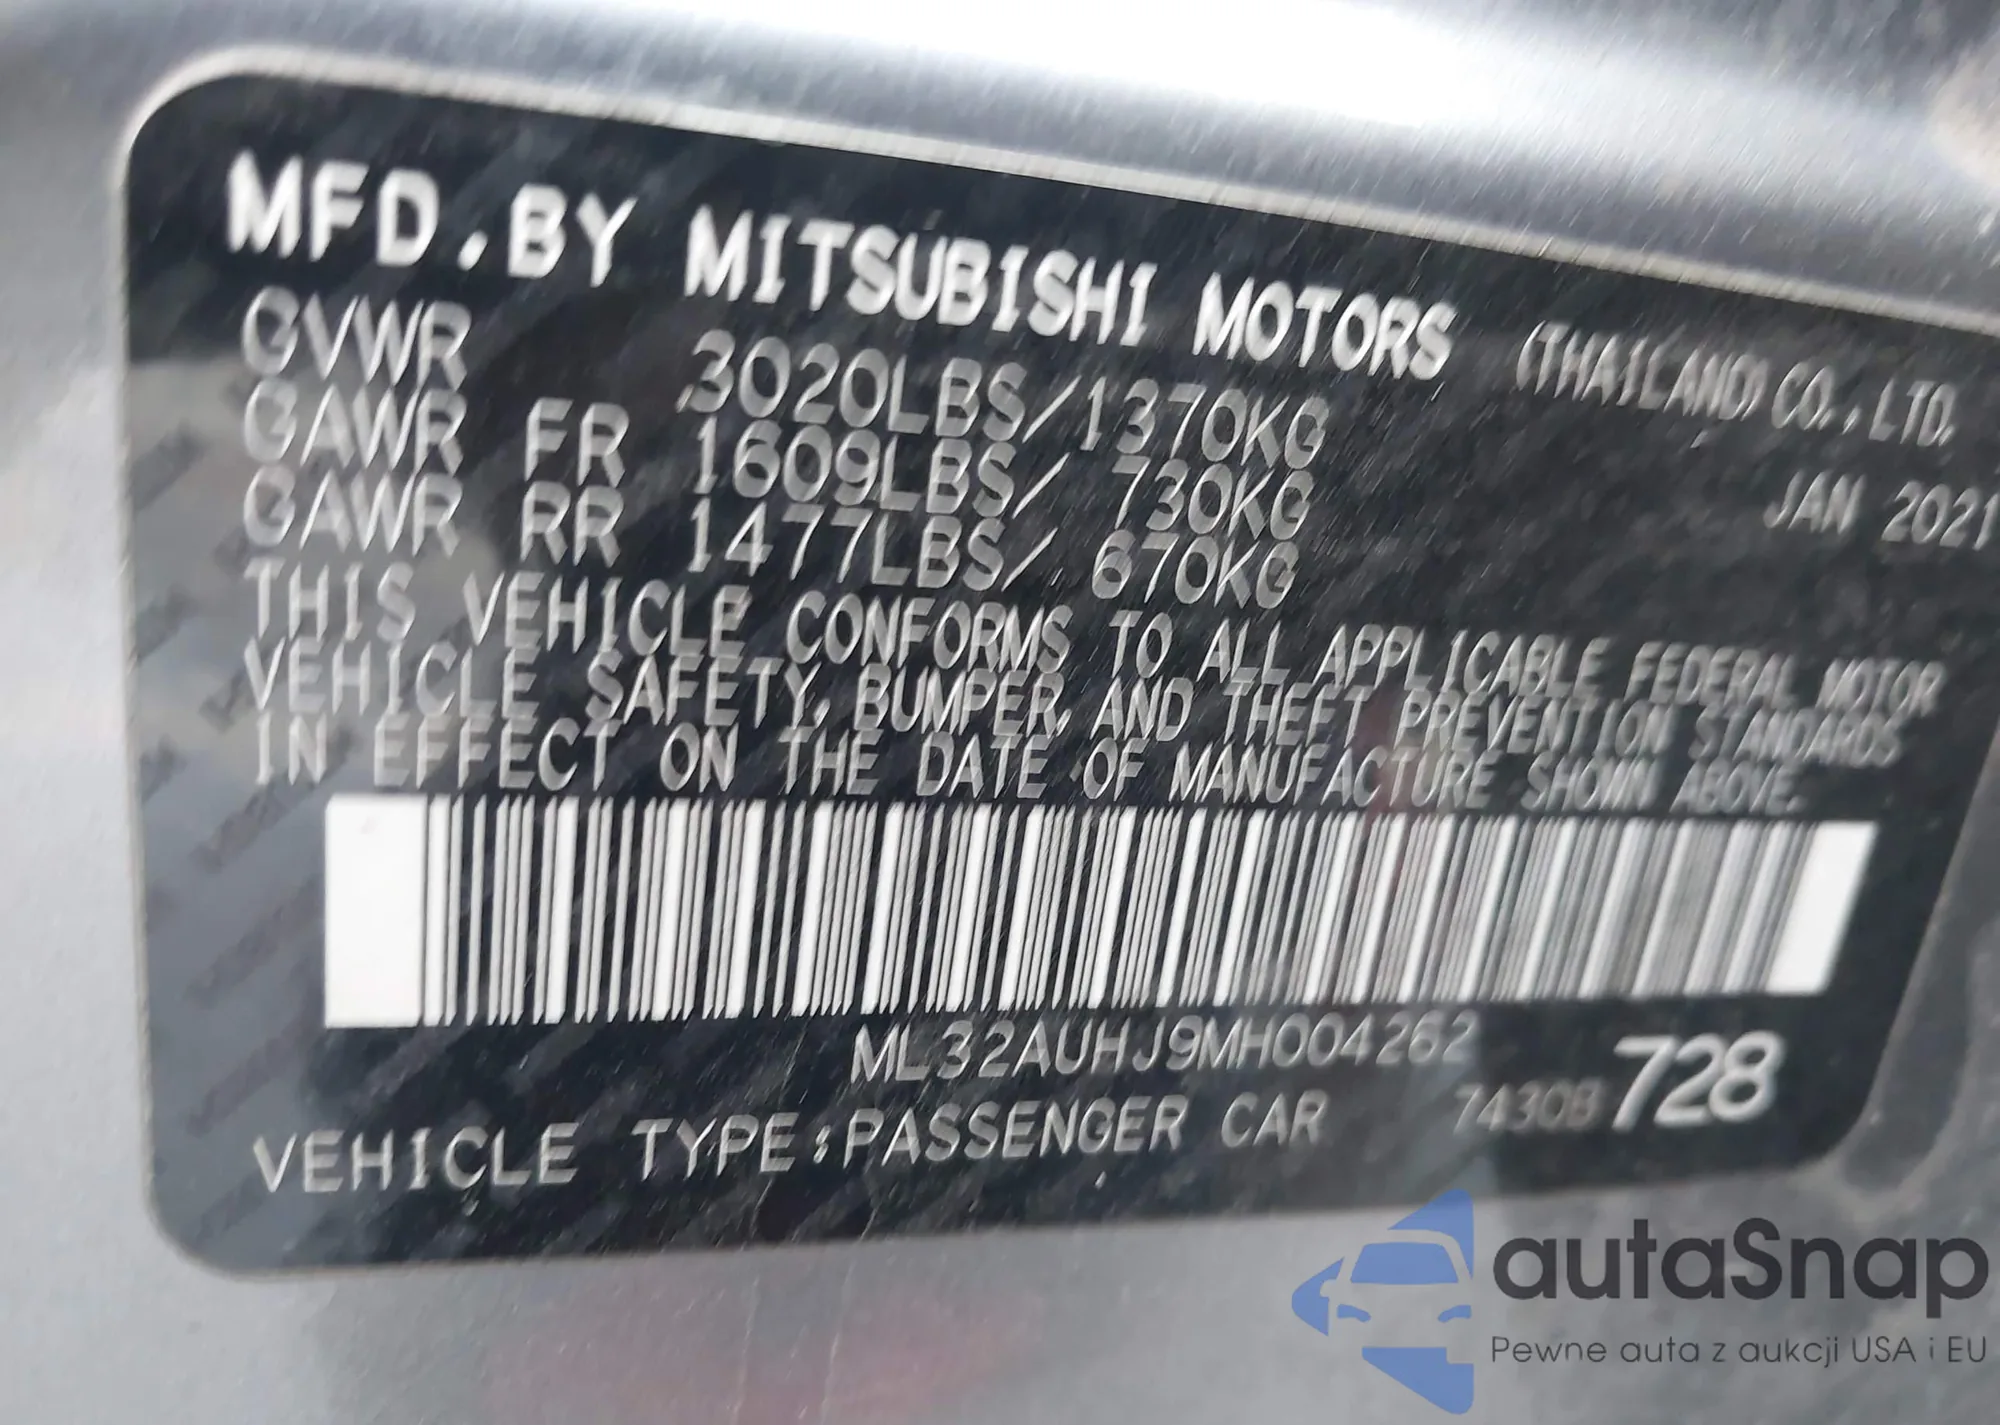 MFD.BY MITSUBISHI MOTORS (THAILAND) CO., LTD.
GVWR 3020LBS/1370KG JAN 2021
GAWR FR 1609LBS/ 730KG
GAWR RR 1477LBS/ 670KG
THIS VEHICLE CONFORMS TO ALL APPLICABLE FEDERAL MOTOR
VEHICLE SAFETY, BUMPER, AND THEFT PREVENTION STANDARDS
IN EFFECT ON THE DATE OF MANUFACTURE SHOWN ABOVE.
ML32AUHJ9MH004262
VEHICLE TYPE:PASSENGER CAR 7430B 728
autaSnap
Pewne auta z aukcji USA i EU